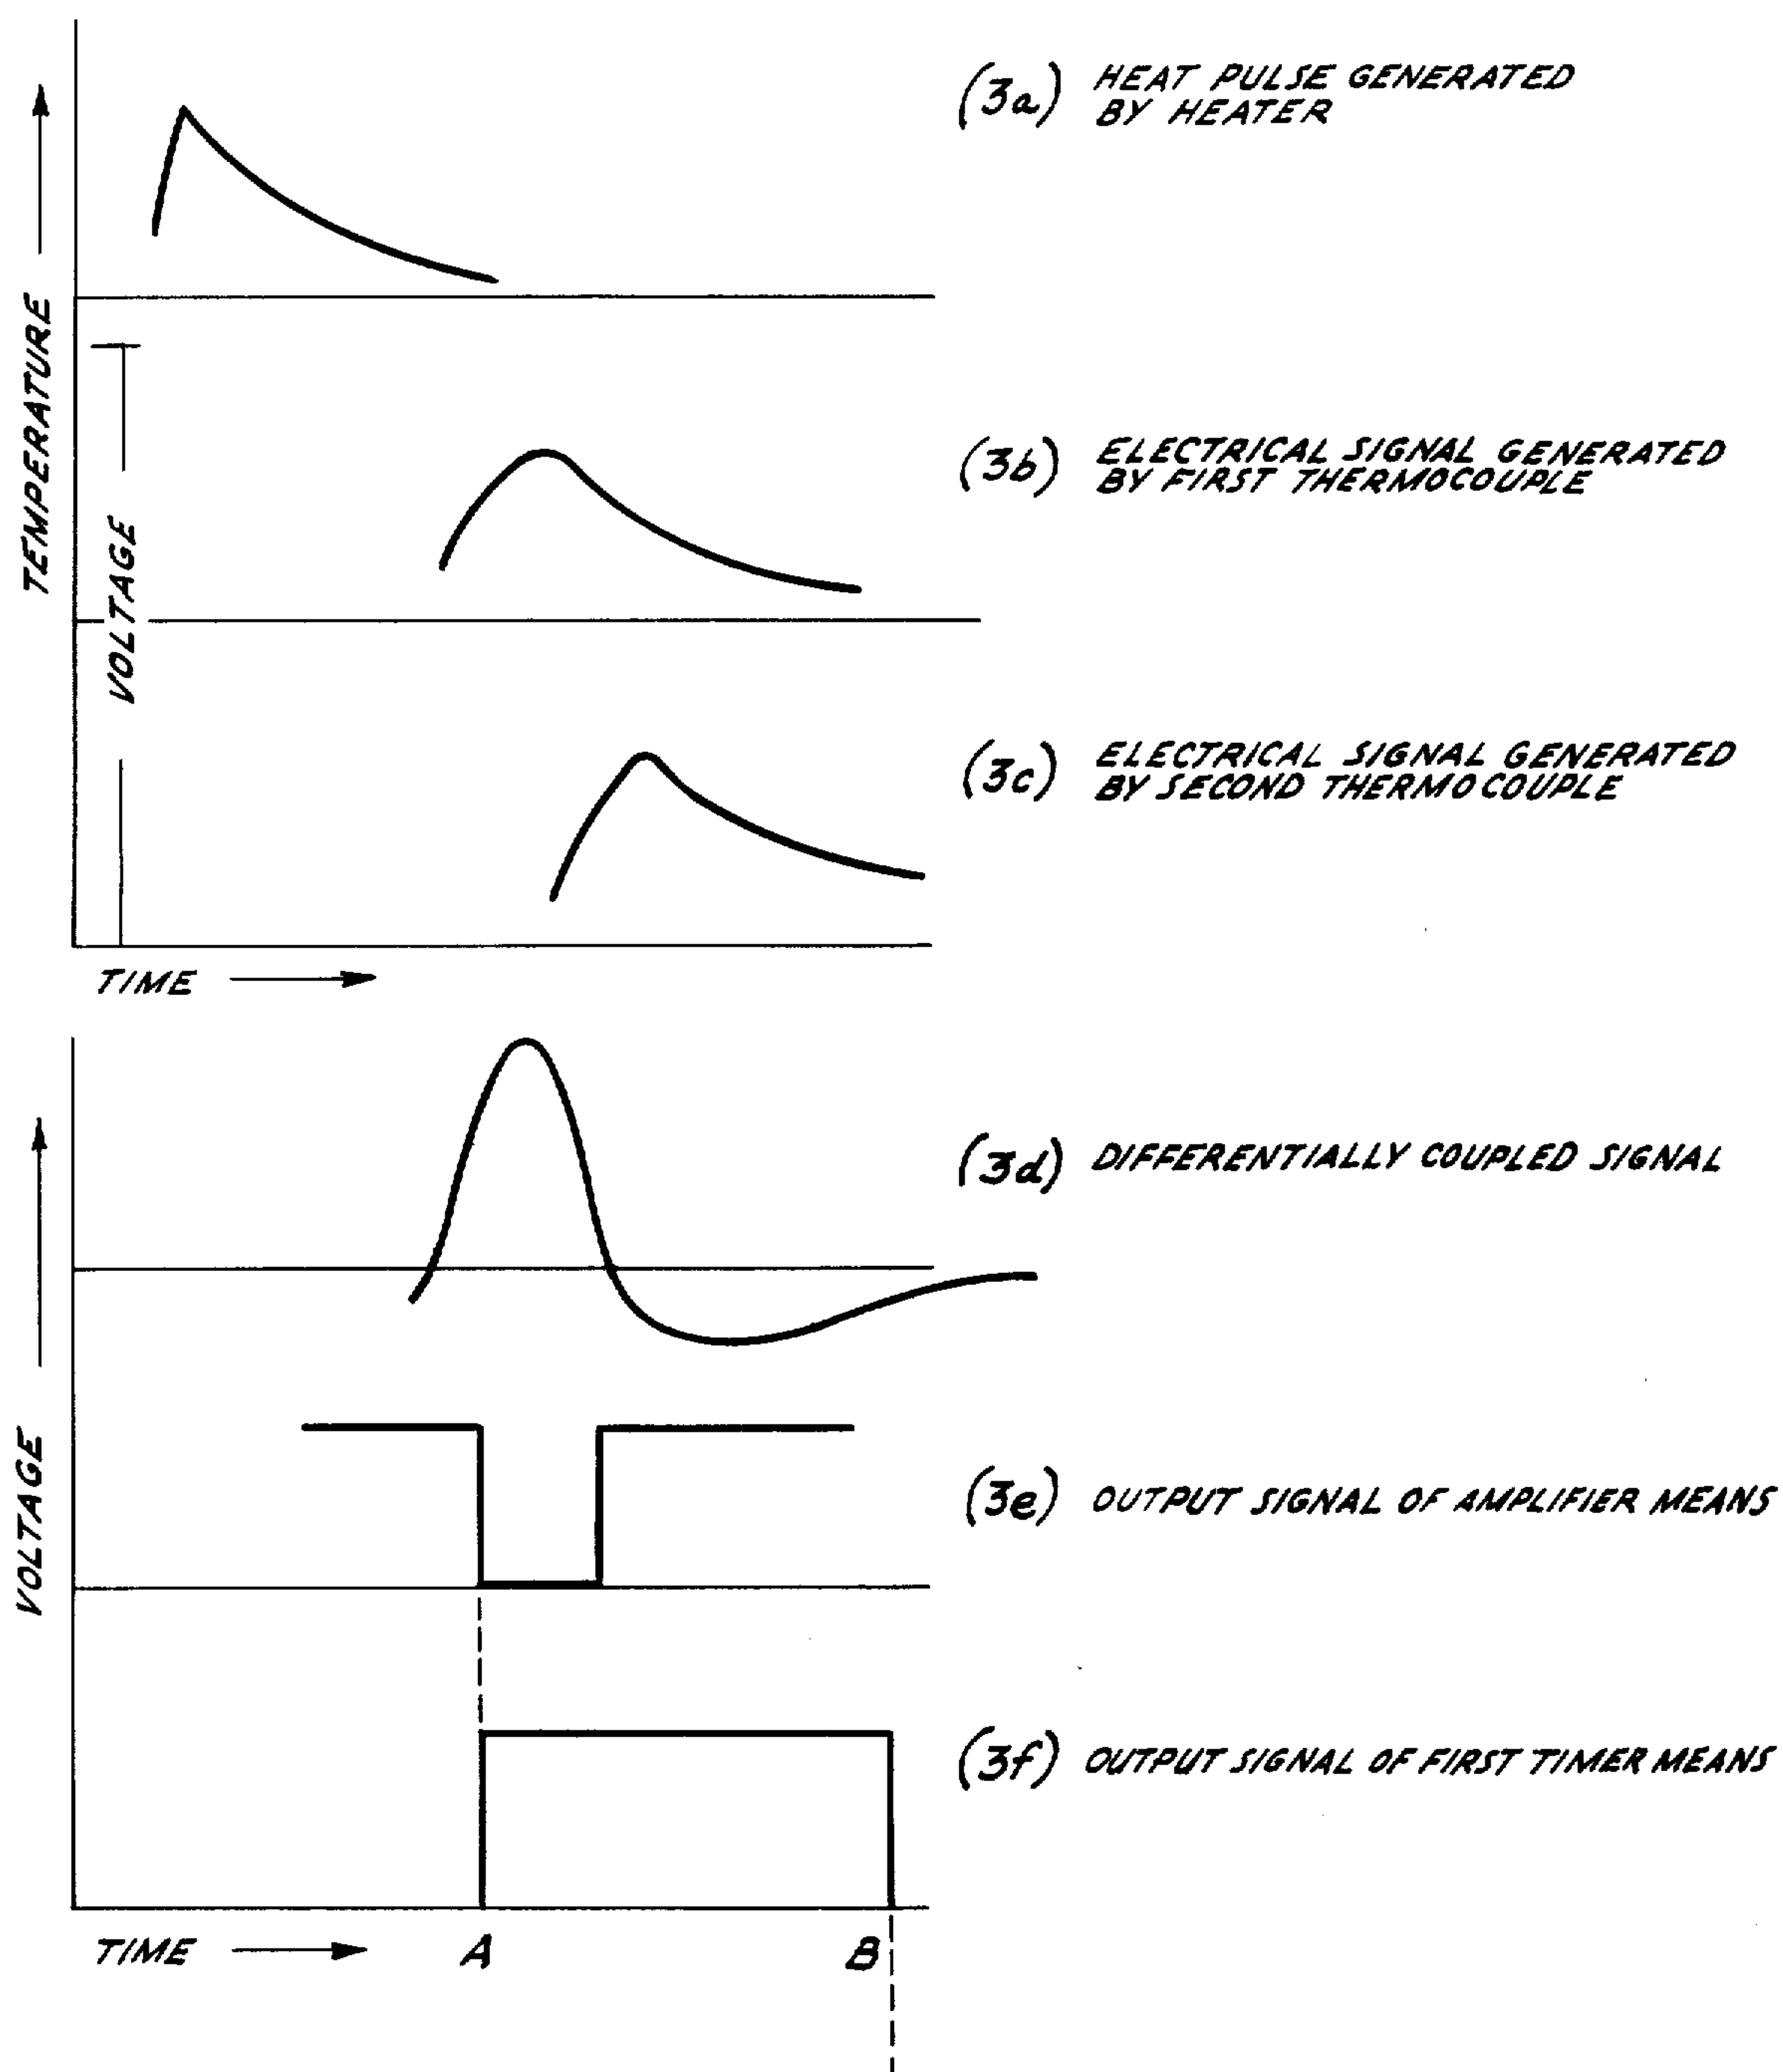 (3a) HEAT PULSE GENERATED
BY HEATER
TEMPERATURE
VOLTAGE
(3b) ELECTRICAL SIGNAL GENERATED
BY FIRST THERMOCOUPLE
(3c) ELECTRICAL SIGNAL GENERATED
BY SECOND THERMOCOUPLE
TIME
(3d) DIFFERENTIALLY COUPLED SIGNAL
VOLTAGE
(3e) OUTPUT SIGNAL OF AMPLIFIER MEANS
(3f) OUTPUT SIGNAL OF FIRST TIMER MEANS
TIME A B